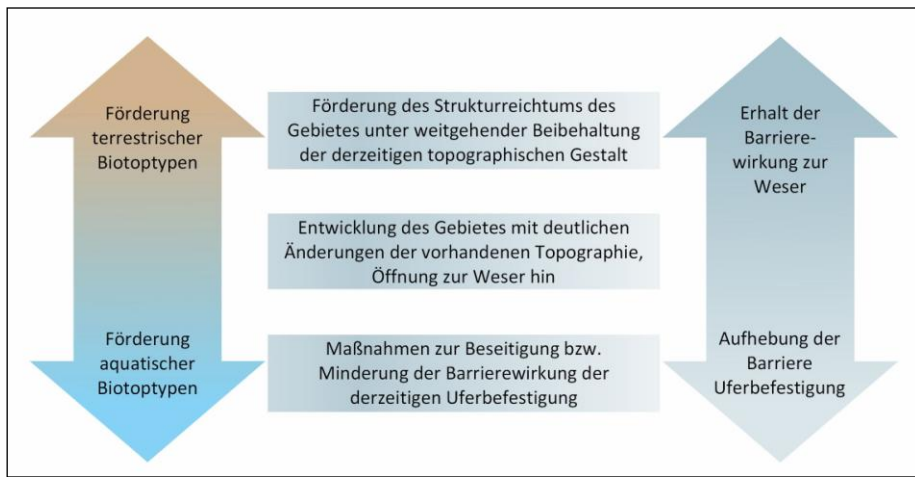 Förderung
terrestrischer
Biotoptypen
Förderung
aquatischer
Biotoptypen
Förderung des Strukturreichtums des
Gebietes unter weitgehender Beibehaltung
der derzeitigen topographischen Gestalt
Entwicklung des Gebietes mit deutlichen
Änderungen der vorhandenen Topographie,
Öffnung zur Weser hin
Maßnahmen zur Beseitigung bzw.
Minderung der Barrierewirkung der
derzeitigen Uferbefestigung
Erhalt der
Barriere-
wirkung zur
Weser
Aufhebung der
Barriere
Uferbefestigung